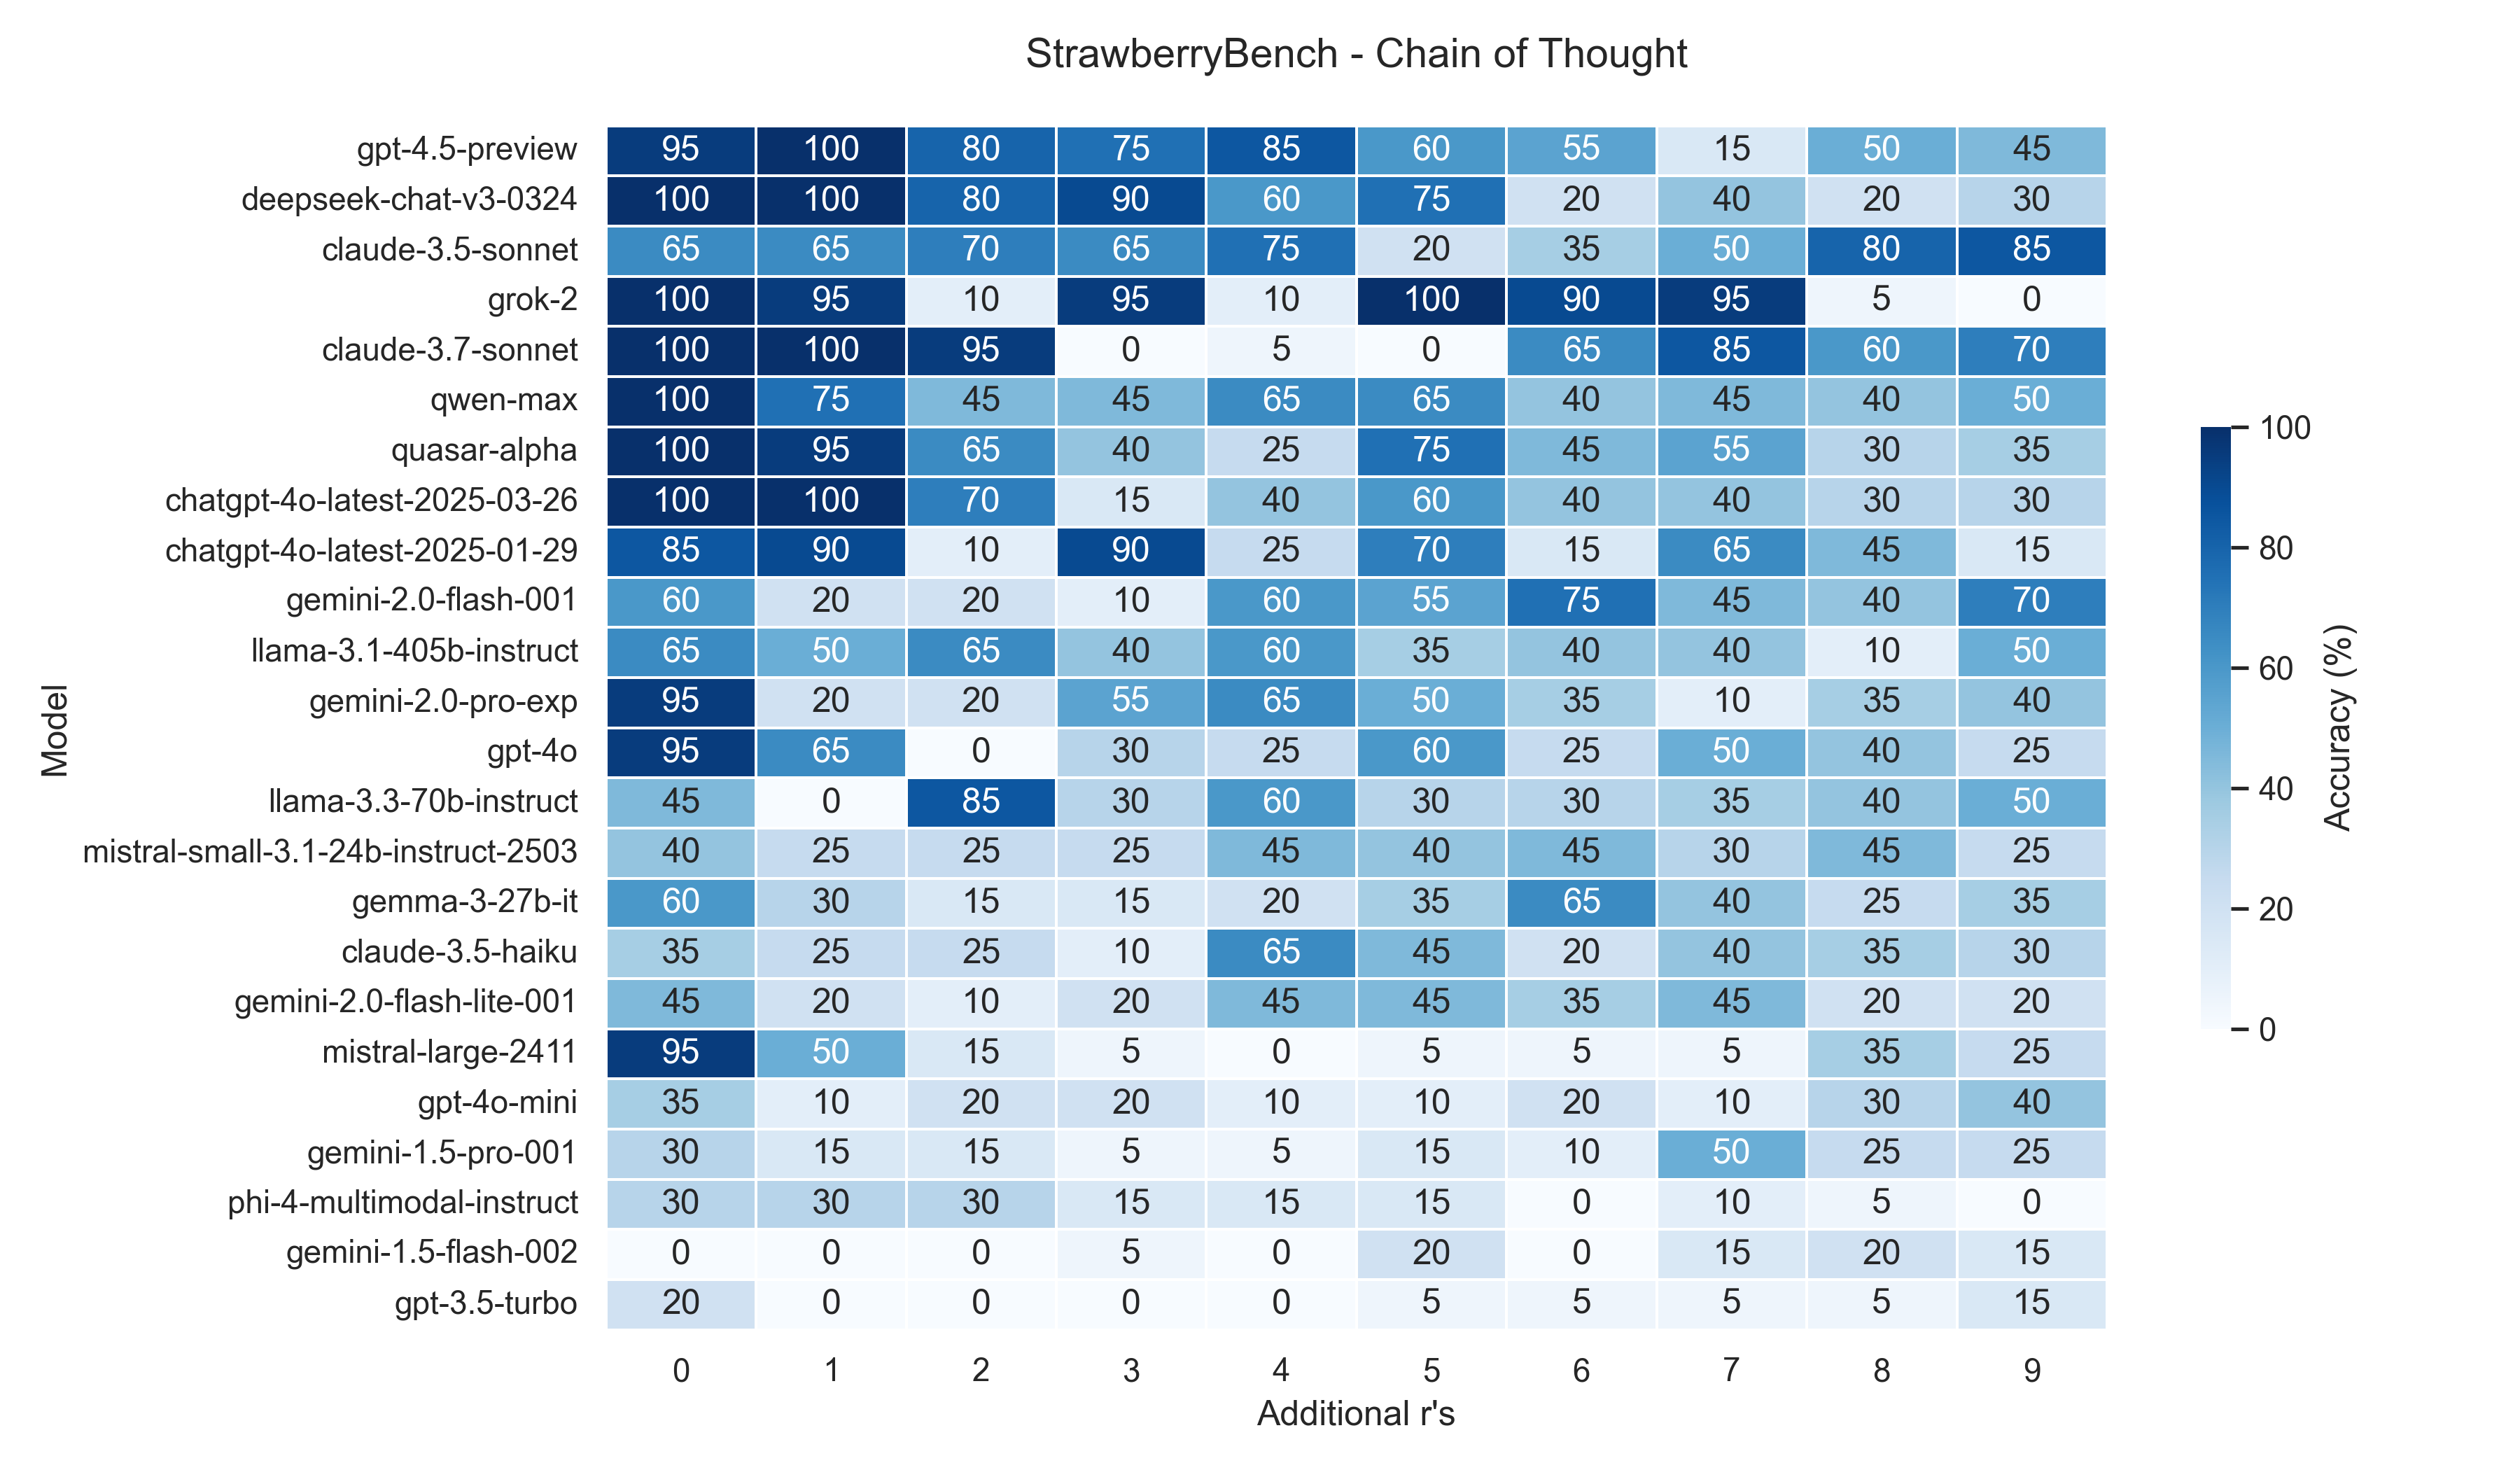 StrawberryBench - Chain of Thought
gpt-4.5-preview 95 100 80 75 85 60 55 15 50 45
deepseek-chat-v3-0324 100 100 80 90 60 75 20 40 20 30
claude-3.5-sonnet 65 65 70 65 75 20 35 50 80 85
grok-2 100 95 10 95 10 100 90 95 5 0
claude-3.7-sonnet 100 100 95 0 5 0 65 85 60 70
qwen-max 100 75 45 45 65 65 40 45 40 50
quasar-alpha 100 95 65 40 25 75 45 55 30 35
chatgpt-4o-latest-2025-03-26 100 100 70 15 40 60 40 40 30 30
chatgpt-4o-latest-2025-01-29 85 90 10 90 25 70 15 65 45 15
gemini-2.0-flash-001 60 20 20 10 60 55 75 45 40 70
llama-3.1-405b-instruct 65 50 65 40 60 35 40 40 10 50
gemini-2.0-pro-exp 95 20 20 55 65 50 35 10 35 40
gpt-4o 95 65 0 30 25 60 25 50 40 25
llama-3.3-70b-instruct 45 0 85 30 60 30 30 35 40 50
mistral-small-3.1-24b-instruct-2503 40 25 25 25 45 40 45 30 45 25
gemma-3-27b-it 60 30 15 15 20 35 65 40 25 35
claude-3.5-haiku 35 25 25 10 65 45 20 40 35 30
gemini-2.0-flash-lite-001 45 20 10 20 45 45 35 45 20 20
mistral-large-2411 95 50 15 5 0 5 5 5 35 25
gpt-4o-mini 35 10 20 20 10 10 20 10 30 40
gemini-1.5-pro-001 30 15 15 5 5 15 10 50 25 25
phi-4-multimodal-instruct 30 30 30 15 15 15 0 10 5 0
gemini-1.5-flash-002 0 0 0 5 0 20 0 15 20 15
gpt-3.5-turbo 20 0 0 0 0 5 5 5 5 15
0 1 2 3 4 5 6 7 8 9
Additional r's
Model
100
80
60
40
20
0
Accuracy (%)